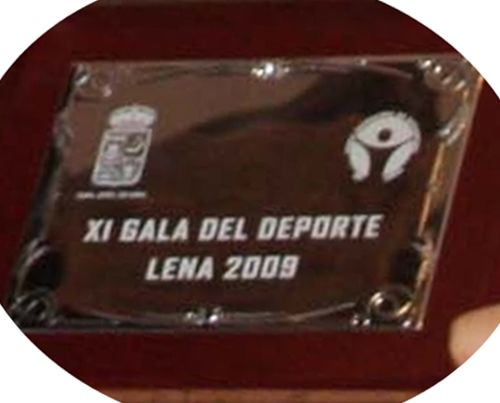 XI GALA DEL DEPORTE
LENA 2009